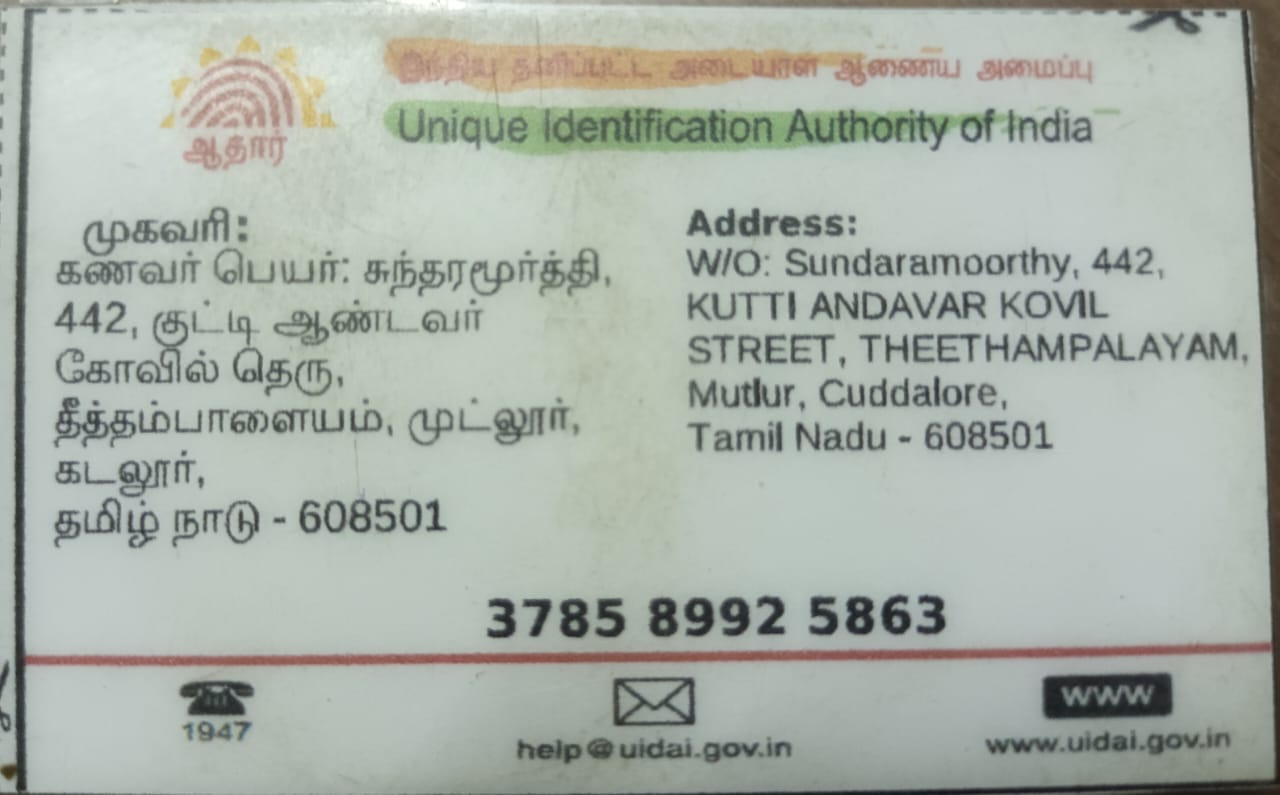 இந்திய தனிப்பட்ட அடையாள ஆணைய அமைப்பு
ஆதார்
Unique Identification Authority of India
முகவரி:
கணவர் பெயர்: சுந்தரமூர்த்தி,
442, குட்டி ஆண்டவர்
கோவில் தெரு,
தீத்தம்பாளையம், முட்லூர்,
கடலூர்,
தமிழ் நாடு - 608501
Address:
W/O: Sundaramoorthy, 442,
KUTTI ANDAVAR KOVIL
STREET, THEETHAMPALAYAM,
Mutlur, Cuddalore,
Tamil Nadu - 608501
3785 8992 5863
1947
help@uidai.gov.in
www
www.uidai.gov.in